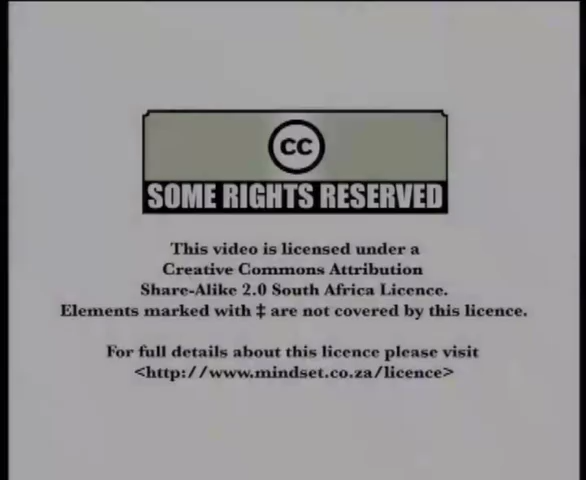 cc
SOME RIGHTS RESERVED
This video is licensed under a
Creative Commons Attribution
Share-Alike 2.0 South Africa Licence.
Elements marked with ‡ are not covered by this licence.
For full details about this licence please visit
<http://www.mindset.co.za/licence>